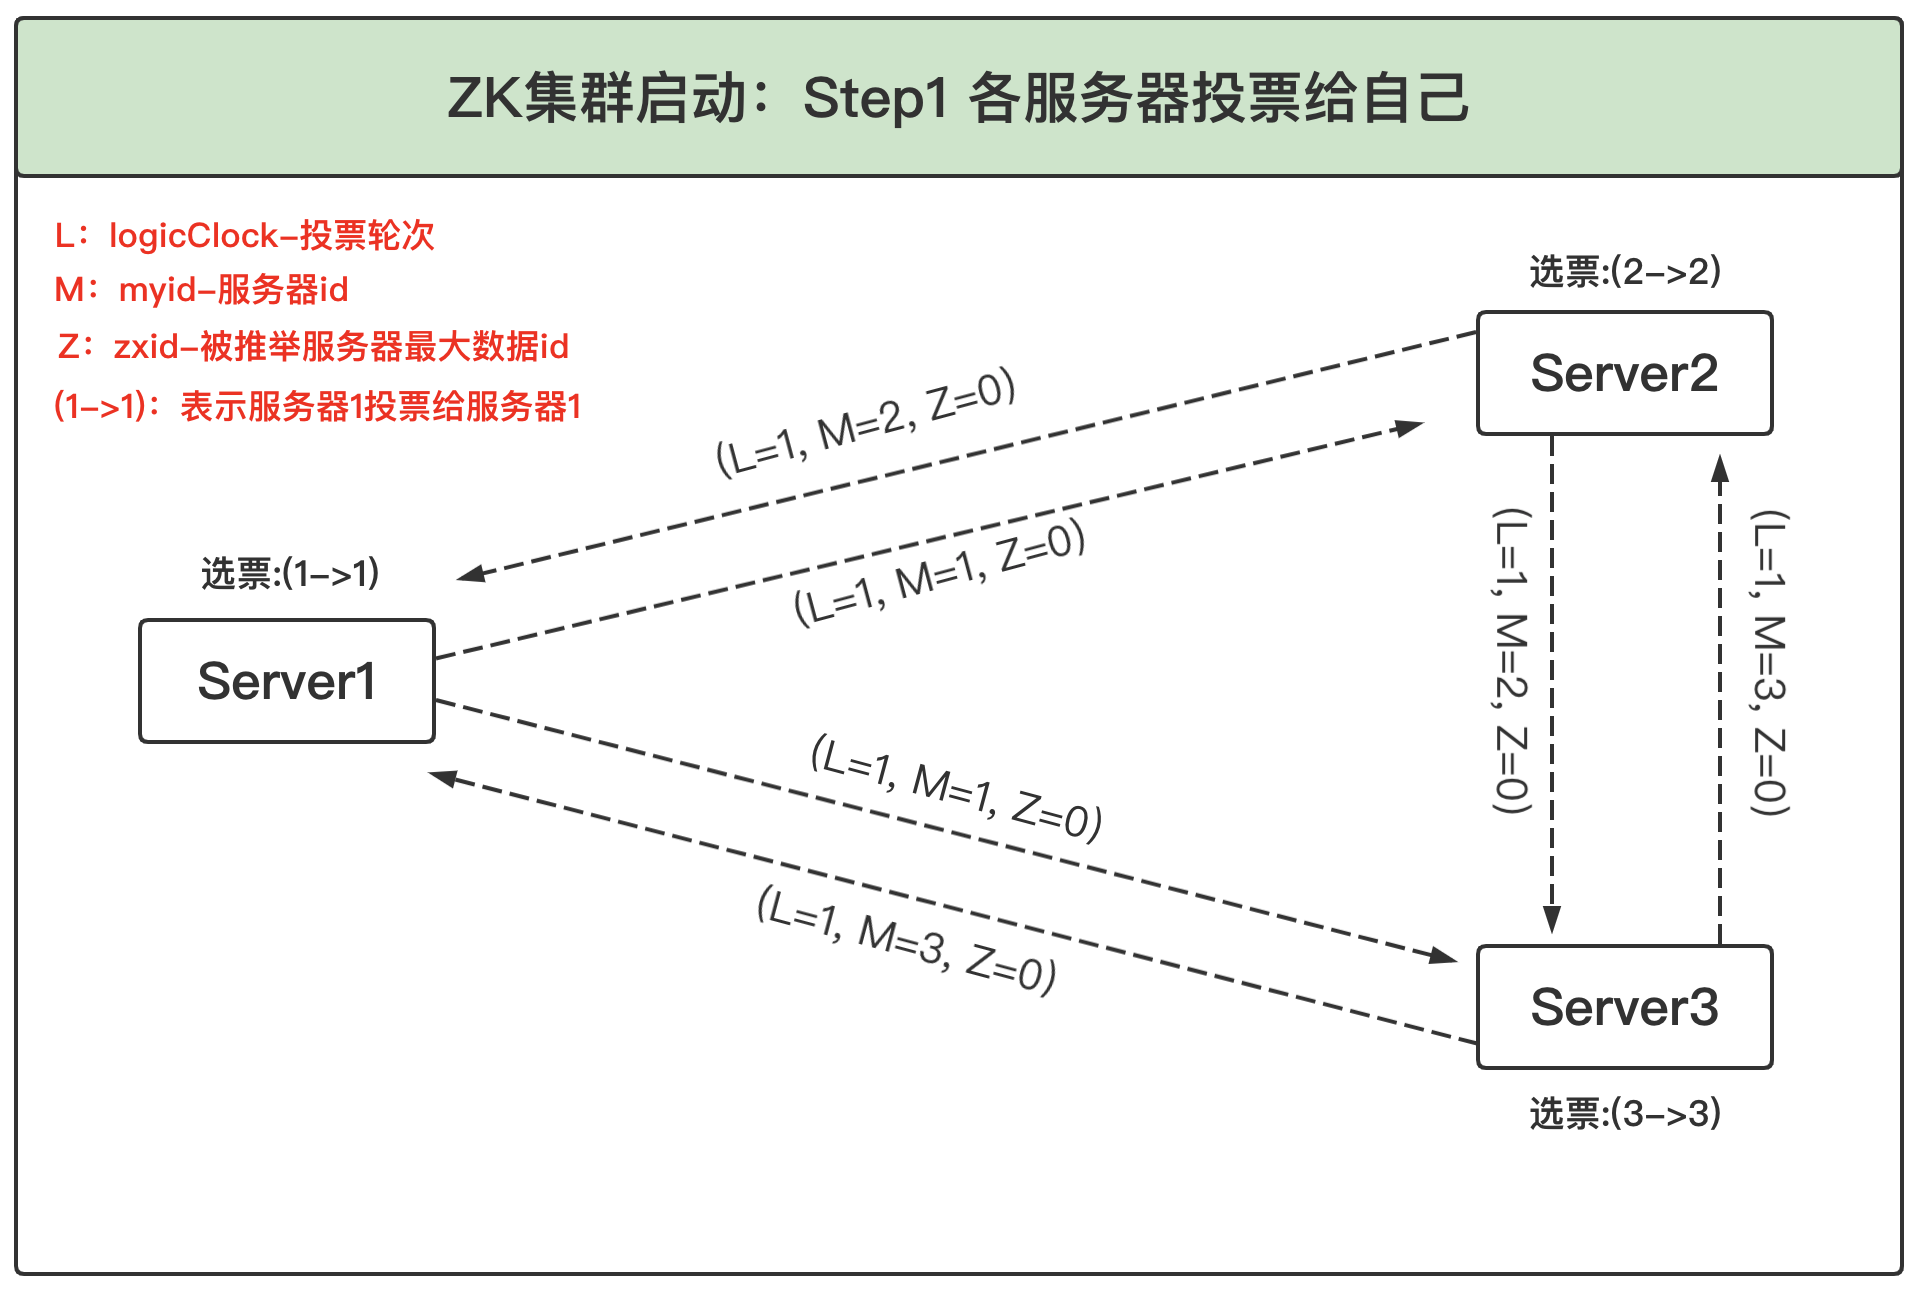 ZK集群启动：Step1 各服务器投票给自己
L：logicClock-投票轮次
M：myid-服务器id
Z：zxid-被推举服务器最大数据id
(1->1)：表示服务器1投票给服务器1
选票:(2->2)
Server2
(L=1, M=2, Z=0)
(L=1, M=1, Z=0)
选票:(1->1)
Server1
(L=1, M=2, Z=0)
(L=1, M=3, Z=0)
(L=1, M=1, Z=0)
(L=1, M=3, Z=0)
Server3
选票:(3->3)